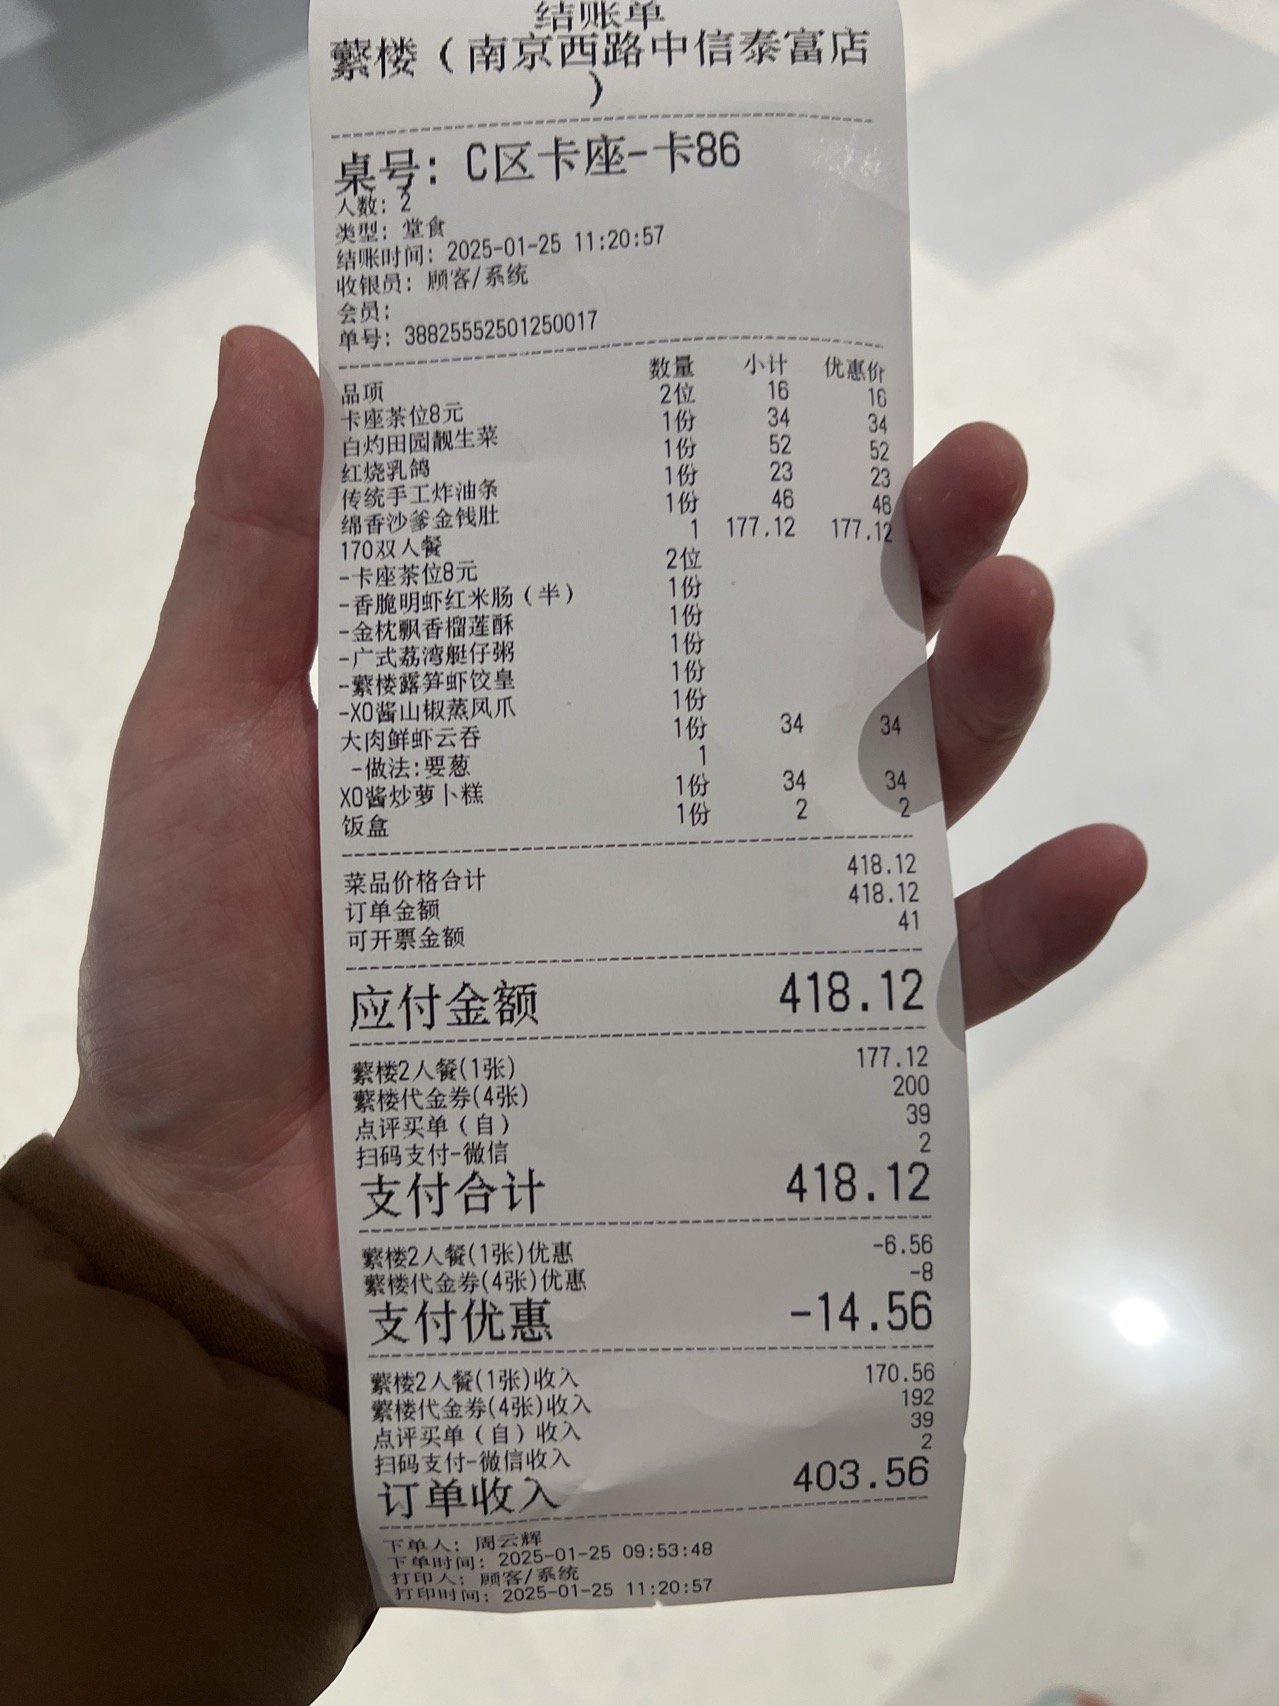 结账单
蘩楼（南京西路中信泰富店
）
桌号: C区卡座-卡86
人数: 2
类型: 堂食
结账时间: 2025-01-25 11:20:57
收银员: 顾客/系统
会员:
单号: 38825552501250017
品项 数量 小计 优惠价
卡座茶位8元 2位 16 16
白灼田园靓生菜 1份 34 34
红烧乳鸽 1份 52 52
传统手工炸油条 1份 23 23
绵香沙爹金钱肚 1份 46 46
170双人餐 1 177.12 177.12
-卡座茶位8元 2位
-香脆明虾红米肠（半） 1份
-金枕飘香榴莲酥 1份
-广式荔湾艇仔粥 1份
-蘩楼露笋虾饺皇 1份
-XO酱山椒蒸凤爪 1份
大肉鲜虾云吞 1份 34 34
-做法:要葱 1
XO酱炒萝卜糕 1份 34 34
饭盒 1份 2 2
菜品价格合计 418.12
订单金额 418.12
可开票金额 41
应付金额 418.12
蘩楼2人餐(1张) 177.12
蘩楼代金券(4张) 200
点评买单（自） 39
扫码支付-微信 2
支付合计 418.12
蘩楼2人餐(1张)优惠 -6.56
蘩楼代金券(4张)优惠 -8
支付优惠 -14.56
蘩楼2人餐(1张)收入 170.56
蘩楼代金券(4张)收入 192
点评买单（自）收入 39
扫码支付-微信收入 2
订单收入 403.56
下单人: 周云辉
下单时间: 2025-01-25 09:53:48
打印人: 顾客/系统
打印时间: 2025-01-25 11:20:57